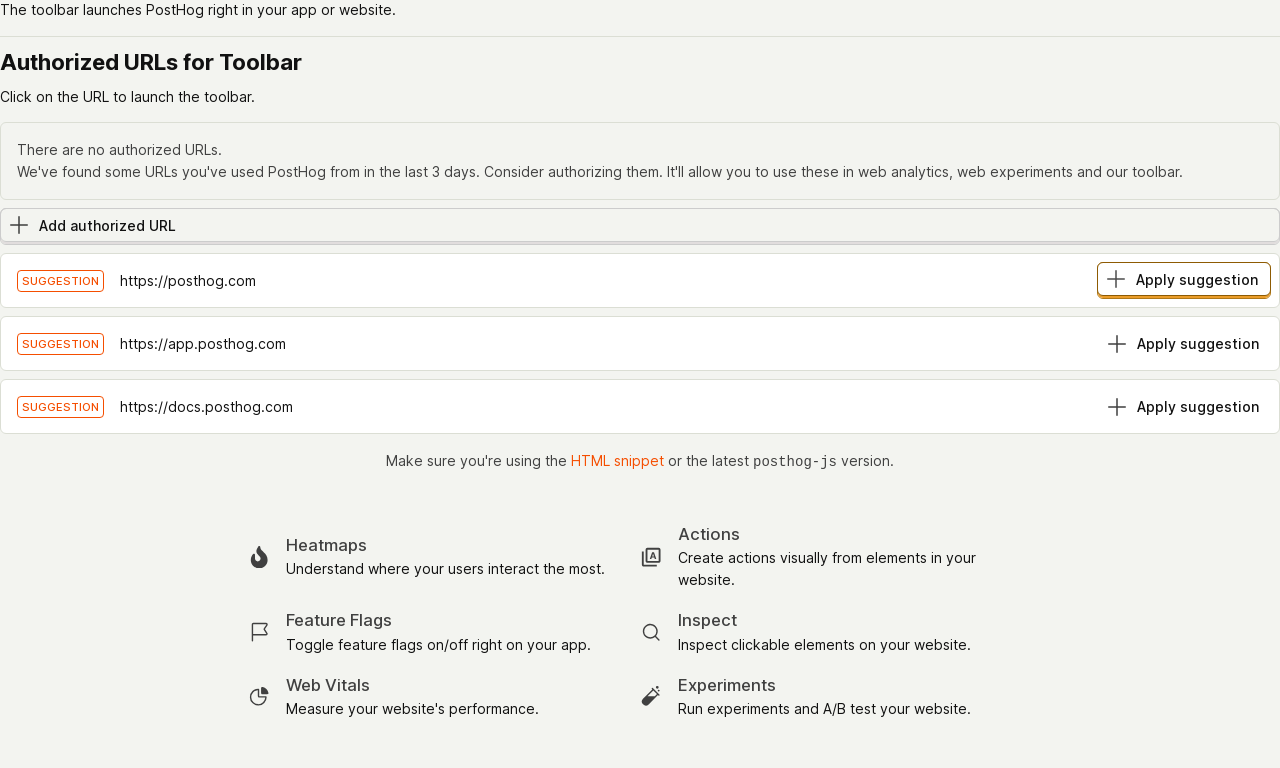 The toolbar launches PostHog right in your app or website.
Authorized URLs for Toolbar
Click on the URL to launch the toolbar.
There are no authorized URLs.
We've found some URLs you've used PostHog from in the last 3 days. Consider authorizing them. It'll allow you to use these in web analytics, web experiments and our toolbar.
Add authorized URL
SUGGESTION https://posthog.com Apply suggestion
SUGGESTION https://app.posthog.com Apply suggestion
SUGGESTION https://docs.posthog.com Apply suggestion
Make sure you're using the HTML snippet or the latest posthog-js version.
Heatmaps
Understand where your users interact the most.
Actions
Create actions visually from elements in your
website.
Feature Flags
Toggle feature flags on/off right on your app.
Inspect
Inspect clickable elements on your website.
Web Vitals
Measure your website's performance.
Experiments
Run experiments and A/B test your website.